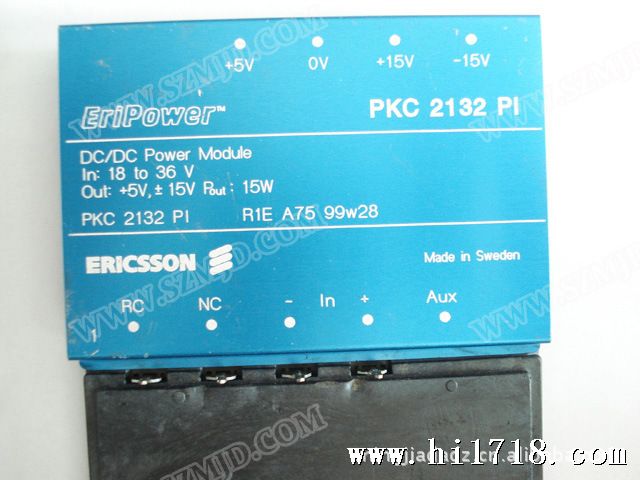 +5V 0V +15V -15V
EriPower™ PKC 2132 PI
DC/DC Power Module
In: 18 to 36 V
Out: +5V, ± 15V Pout : 15W
PKC 2132 PI R1E A75 99w28
ERICSSON Made in Sweden
RC NC - In + Aux
1
WWW.SZMJD.COM
www.hi1718.com